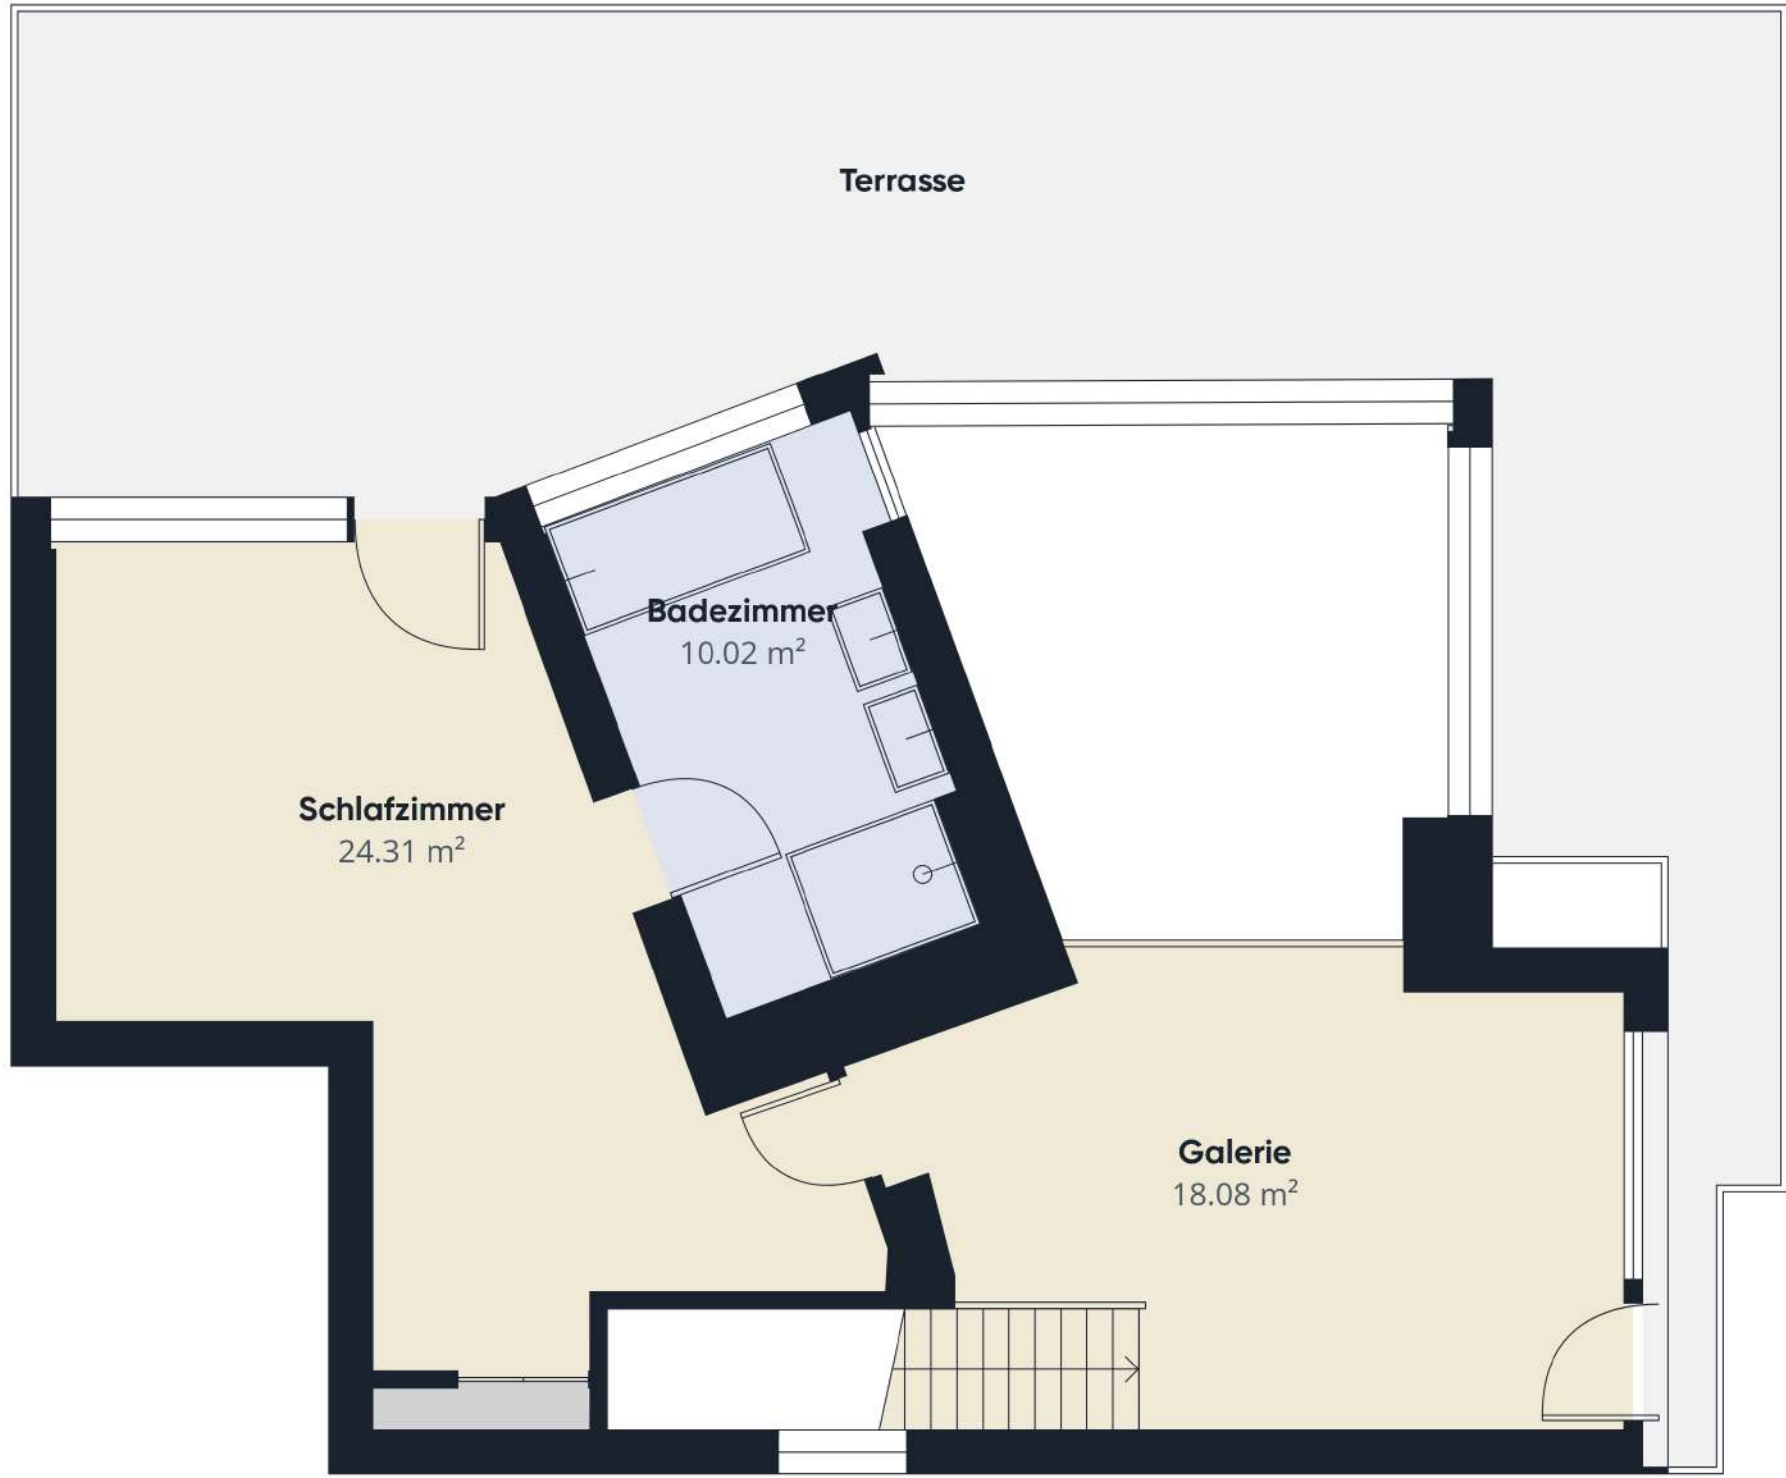 Terrasse
Badezimmer
10.02 m²
Schlafzimmer
24.31 m²
Galerie
18.08 m²